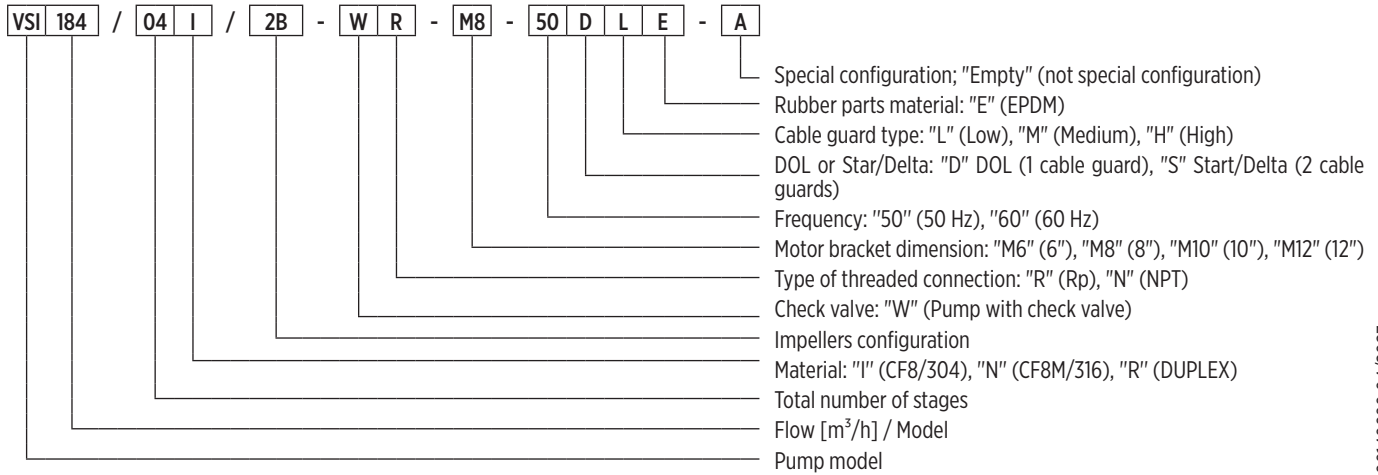 VSI 184 / 04 I / 2B - W R - M8 - 50 D L E - A
Special configuration; "Empty" (not special configuration)
Rubber parts material: "E" (EPDM)
Cable guard type: "L" (Low), "M" (Medium), "H" (High)
DOL or Star/Delta: "D" DOL (1 cable guard), "S" Start/Delta (2 cable
guards)
Frequency: "50" (50 Hz), "60" (60 Hz)
Motor bracket dimension: "M6" (6"), "M8" (8"), "M10" (10"), "M12" (12")
Type of threaded connection: "R" (Rp), "N" (NPT)
Check valve: "W" (Pump with check valve)
Impellers configuration
Material: "I" (CF8/304), "N" (CF8M/316), "R" (DUPLEX)
Total number of stages
Flow [m³/h] / Model
Pump model